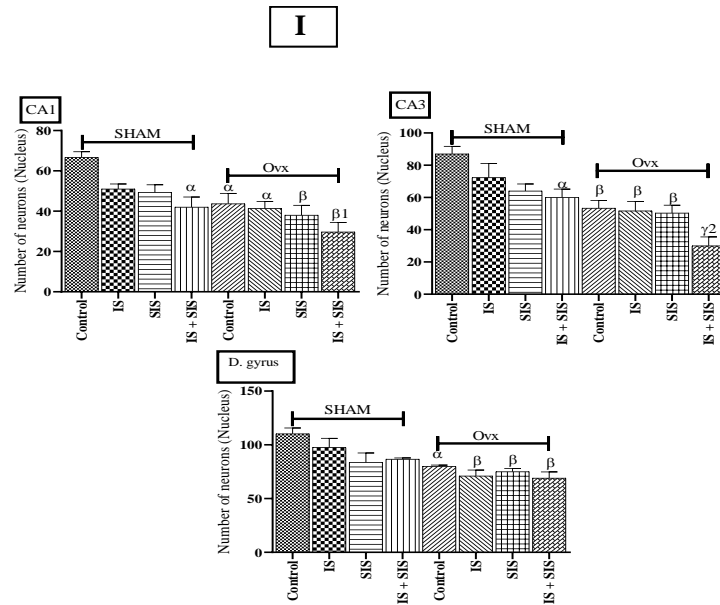 I
CA1
Number of neurons (Nucleus)
80
60
40
20
0
SHAM
Ovx
α
α
α
β
β1
Control
IS
SIS
IS + SIS
Control
IS
SIS
IS + SIS
CA3
Number of neurons (Nucleus)
100
80
60
40
20
0
SHAM
Ovx
α
β
β
β
γ2
Control
IS
SIS
IS + SIS
Control
IS
SIS
IS + SIS
D. gyrus
Number of neurons (Nucleus)
150
100
50
0
SHAM
Ovx
α
β
β
β
Control
IS
SIS
IS + SIS
Control
IS
SIS
IS + SIS